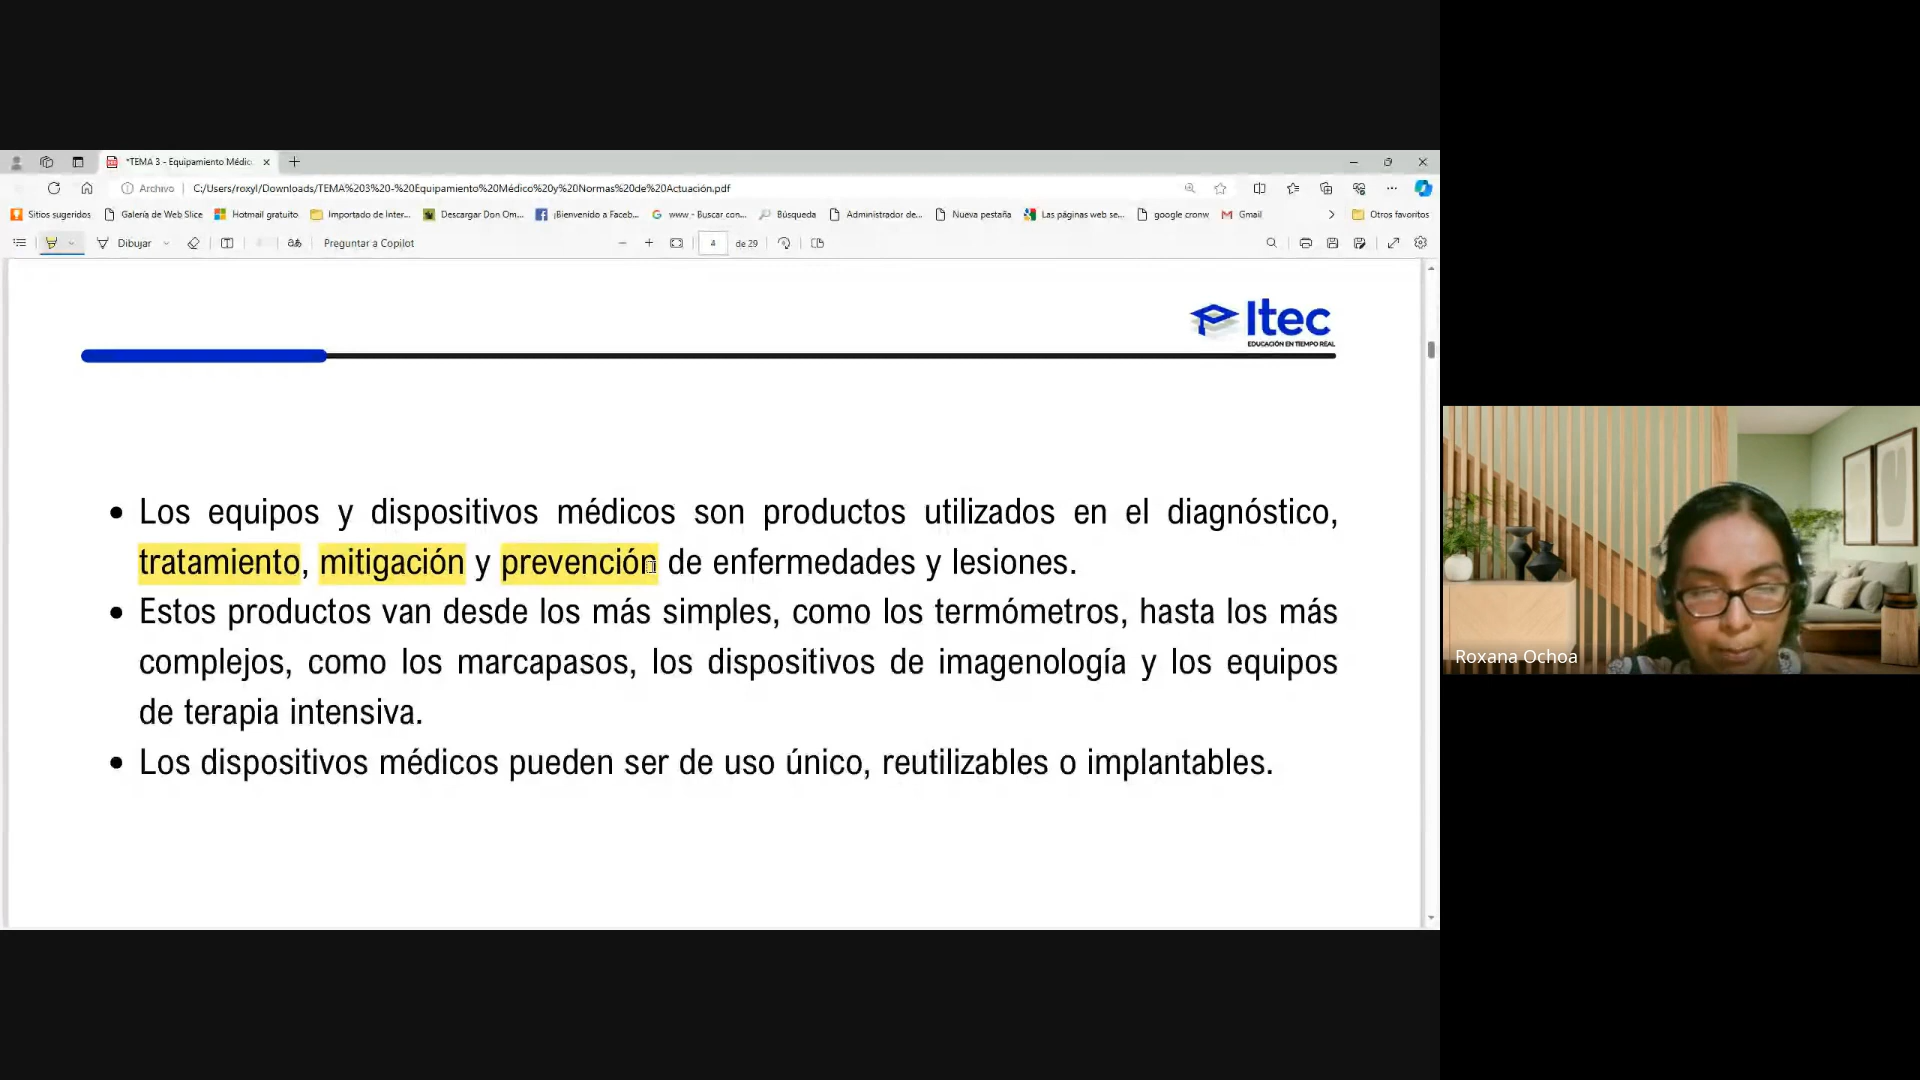 *TEMA 3 - Equipamiento Médic
Archivo
C:/Users/roxyl/Downloads/TEMA%203%20-%20Equipamiento%20Médico%20y%20Normas%20de%20Actuación.pdf
Sitios sugeridos
Galería de Web Slice
Hotmail gratuito
Importado de Inter...
Descargar Don Om...
¡Bienvenido a Faceb...
www - Buscar con...
Búsqueda
Administrador de...
Nueva pestaña
Las páginas web se...
google cronw
Gmail
Otros favoritos
Dibujar
aあ
Preguntar a Copilot
4
de 29
Itec
EDUCACIÓN EN TIEMPO REAL
• Los equipos y dispositivos médicos son productos utilizados en el diagnóstico,
tratamiento, mitigación y prevención de enfermedades y lesiones.
• Estos productos van desde los más simples, como los termómetros, hasta los más
complejos, como los marcapasos, los dispositivos de imagenología y los equipos
de terapia intensiva.
• Los dispositivos médicos pueden ser de uso único, reutilizables o implantables.
Roxana Ochoa